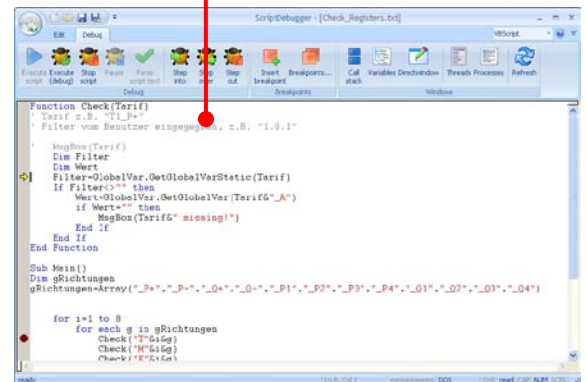 ScriptDebugger - [Check_Registers.txt]
Edit Debug VBScript
Execute script Execute (debug) Stop script Pause Parse script text Step into Step over Step out Insert breakpoint Breakpoints... Call stack Variables Directwindow Threads Processes Refresh
Debug Breakpoints Window
Function Check(Tarif)
' Tarif z.B. "T1_P+"
' Filter vom Benutzer z.B. "1.8.1"
' MsgBox(Tarif)
Dim Filter
Dim Wert
Filter=GlobalVar.GetGlobalVarStatic(Tarif)
If Filter<>"" then
Wert=GlobalVar.GetGlobalVar(Tarif&"_A")
if Wert="" then
MsgBox(Tarif&" missing!")
End If
End If
End Function
Sub Main()
Dim gRichtungen
gRichtungen=Array("_P+","_P-","_Q+","_Q-","_P1","_P2","_P3","_P4","_Q1","_Q2","_Q3","_Q4")
for i=1 to 8
for each g in gRichtungen
Check("T"&i&g)
Check("M"&i&g)
Check("X"&i&g)
ready DOS read CAP NUM